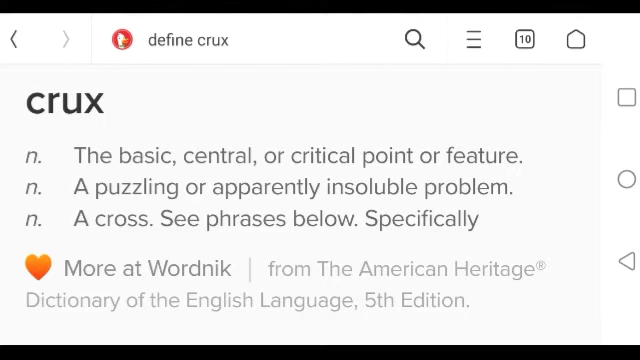 define crux
10
crux
n. The basic, central, or critical point or feature.
n. A puzzling or apparently insoluble problem.
n. A cross. See phrases below. Specifically
More at Wordnik | from The American Heritage®
Dictionary of the English Language, 5th Edition.